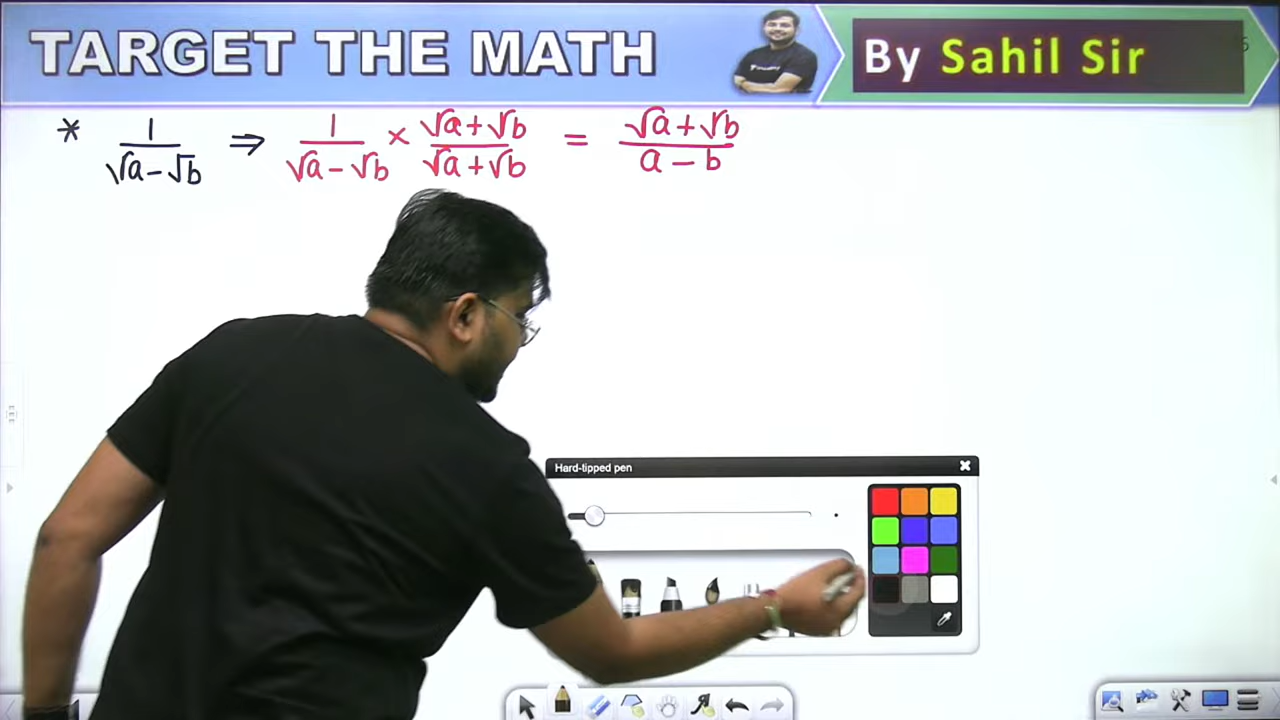 TARGET THE MATH
By Sahil Sir
* 1/(√a-√b) ⇒ 1/(√a-√b) × (√a+√b)/(√a+√b) = (√a+√b)/(a-b)
Hard-tipped pen